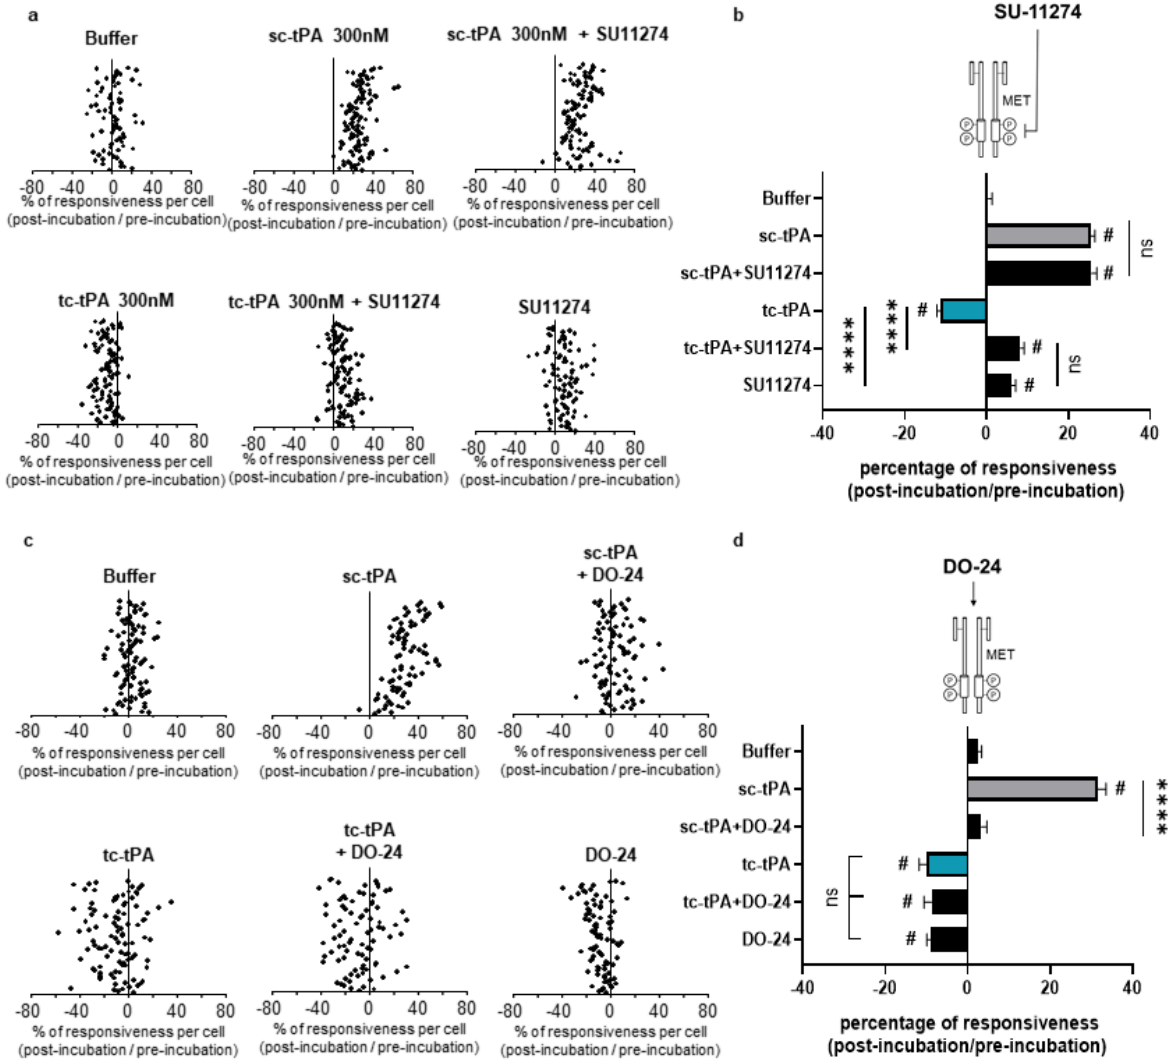 a
Buffer
sc-tPA 300nM
sc-tPA 300nM + SU11274
-80 -40 0 40 80
% of responsiveness per cell
(post-incubation / pre-incubation)
-80 -40 0 40 80
% of responsiveness per cell
(post-incubation / pre-incubation)
-80 -40 0 40 80
% of responsiveness per cell
(post-incubation / pre-incubation)
tc-tPA 300nM
tc-tPA 300nM + SU11274
SU11274
-80 -40 0 40 80
% of responsiveness per cell
(post-incubation / pre-incubation)
-80 -40 0 40 80
% of responsiveness per cell
(post-incubation / pre-incubation)
-80 -40 0 40 80
% of responsiveness per cell
(post-incubation / pre-incubation)
b
SU-11274
MET
P P
P P
Buffer
sc-tPA #
sc-tPA+SU11274 #
ns
tc-tPA #
tc-tPA+SU11274 #
SU11274 #
****
****
ns
-40 -20 0 20 40
percentage of responsiveness
(post-incubation/pre-incubation)
c
Buffer
sc-tPA
sc-tPA
+ DO-24
-80 -40 0 40 80
% of responsiveness per cell
(post-incubation / pre-incubation)
-80 -40 0 40 80
% of responsiveness per cell
(post-incubation / pre-incubation)
-80 -40 0 40 80
% of responsiveness per cell
(post-incubation / pre-incubation)
tc-tPA
tc-tPA
+ DO-24
DO-24
-80 -40 0 40 80
% of responsiveness per cell
(post-incubation / pre-incubation)
-80 -40 0 40 80
% of responsiveness per cell
(post-incubation / pre-incubation)
-80 -40 0 40 80
% of responsiveness per cell
(post-incubation / pre-incubation)
d
DO-24
MET
P P
P P
Buffer
sc-tPA #
sc-tPA+DO-24
****
tc-tPA #
tc-tPA+DO-24 #
DO-24 #
ns
-40 -20 0 20 40
percentage of responsiveness
(post-incubation/pre-incubation)